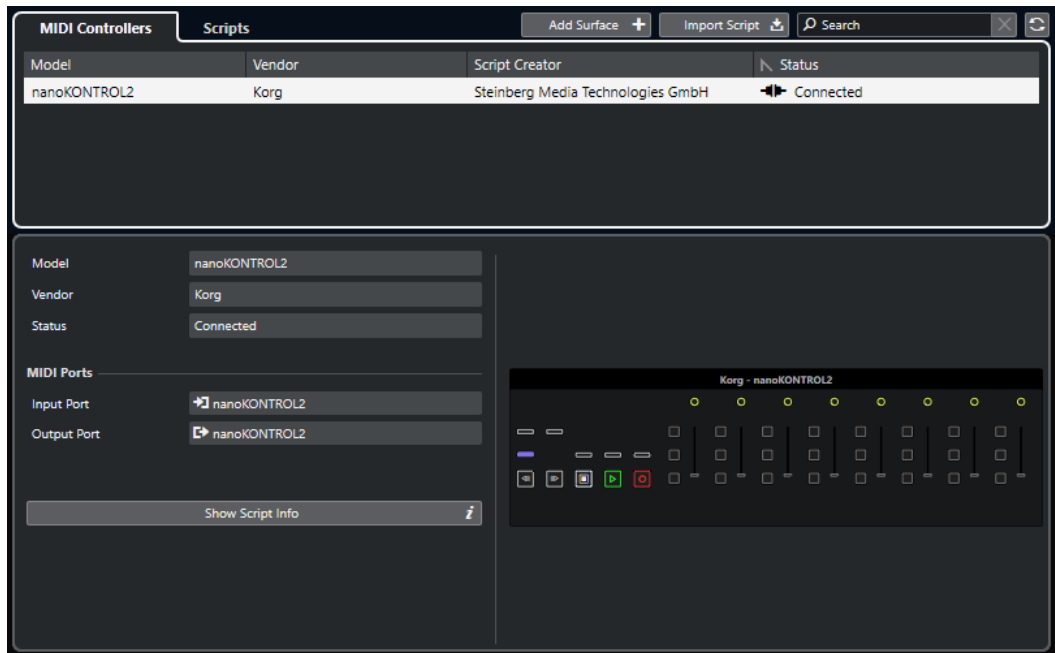 MIDI Controllers Scripts Add Surface Import Script Search
Model Vendor Script Creator Status
nanoKONTROL2 Korg Steinberg Media Technologies GmbH Connected
Model nanoKONTROL2
Vendor Korg
Status Connected
MIDI Ports
Input Port nanoKONTROL2
Output Port nanoKONTROL2
Show Script Info i
Korg - nanoKONTROL2